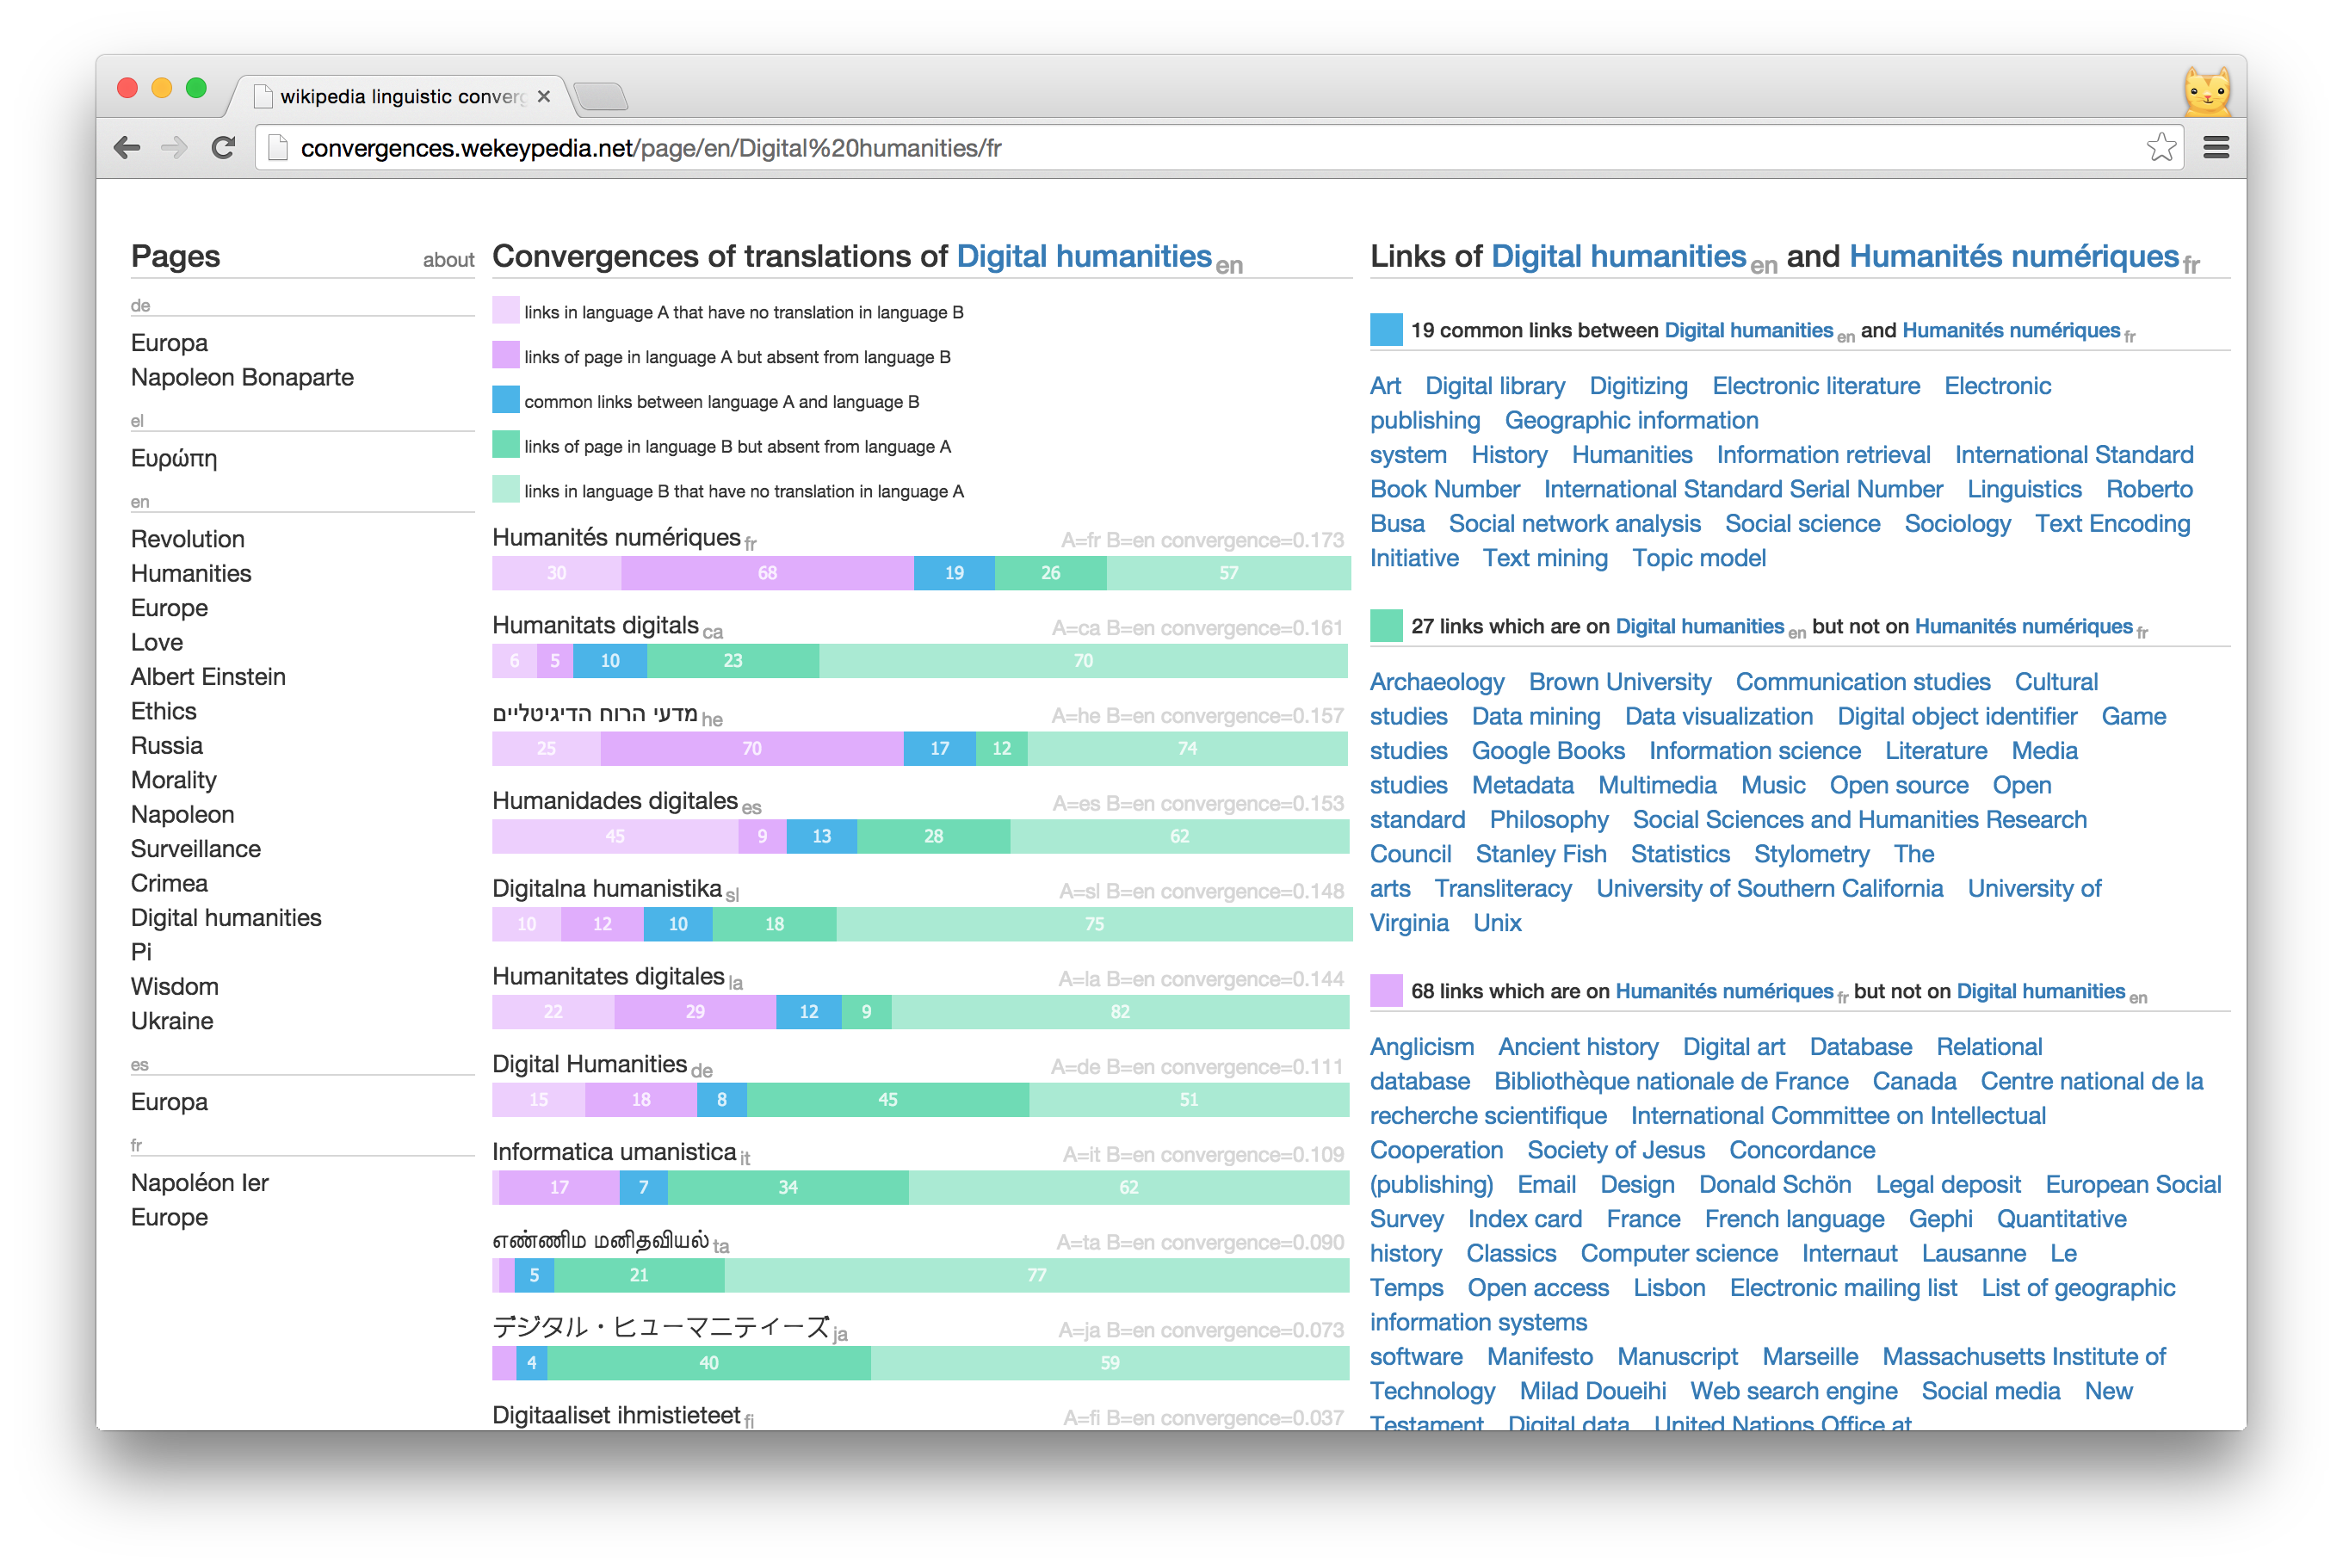 wikipedia linguistic converg
convergences.wekeypedia.net/page/en/Digital%20humanities/fr
Pages about
de
Europa
Napoleon Bonaparte
el
Ευρώπη
en
Revolution
Humanities
Europe
Love
Albert Einstein
Ethics
Russia
Morality
Napoleon
Surveillance
Crimea
Digital humanities
Pi
Wisdom
Ukraine
es
Europa
fr
Napoléon Ier
Europe
Convergences of translations of Digital humanities en
links in language A that have no translation in language B
links of page in language A but absent from language B
common links between language A and language B
links of page in language B but absent from language A
links in language B that have no translation in language A
Humanités numériques fr A=fr B=en convergence=0.173
30 68 19 26 57
Humanitats digitals ca A=ca B=en convergence=0.161
6 5 10 23 70
מדעי הרוח הדיגיטליים he A=he B=en convergence=0.157
25 70 17 12 74
Humanidades digitales es A=es B=en convergence=0.153
45 9 13 28 62
Digitalna humanistika sl A=sl B=en convergence=0.148
10 12 10 18 75
Humanitates digitales la A=la B=en convergence=0.144
22 29 12 9 82
Digital Humanities de A=de B=en convergence=0.111
15 18 8 45 51
Informatica umanistica it A=it B=en convergence=0.109
17 7 34 62
எண்ணிம மனிதவியல் ta A=ta B=en convergence=0.090
5 21 77
デジタル・ヒューマニティーズ ja A=ja B=en convergence=0.073
4 40 59
Digitaaliset ihmistieteet fi A=fi B=en convergence=0.037
Links of Digital humanities en and Humanités numériques fr
19 common links between Digital humanities en and Humanités numériques fr
Art Digital library Digitizing Electronic literature Electronic
publishing Geographic information
system History Humanities Information retrieval International Standard
Book Number International Standard Serial Number Linguistics Roberto
Busa Social network analysis Social science Sociology Text Encoding
Initiative Text mining Topic model
27 links which are on Digital humanities en but not on Humanités numériques fr
Archaeology Brown University Communication studies Cultural
studies Data mining Data visualization Digital object identifier Game
studies Google Books Information science Literature Media
studies Metadata Multimedia Music Open source Open
standard Philosophy Social Sciences and Humanities Research
Council Stanley Fish Statistics Stylometry The
arts Transliteracy University of Southern California University of
Virginia Unix
68 links which are on Humanités numériques fr but not on Digital humanities en
Anglicism Ancient history Digital art Database Relational
database Bibliothèque nationale de France Canada Centre national de la
recherche scientifique International Committee on Intellectual
Cooperation Society of Jesus Concordance
(publishing) Email Design Donald Schön Legal deposit European Social
Survey Index card France French language Gephi Quantitative
history Classics Computer science Internaut Lausanne Le
Temps Open access Lisbon Electronic mailing list List of geographic
information systems
software Manifesto Manuscript Marseille Massachusetts Institute of
Technology Milad Doueihi Web search engine Social media New
Testament Digital data United Nations Office at